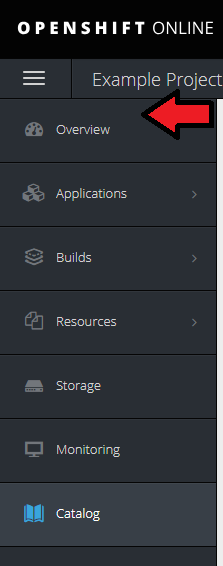 OPENSHIFT ONLINE
Example Project
Overview
Applications
Builds
Resources
Storage
Monitoring
Catalog